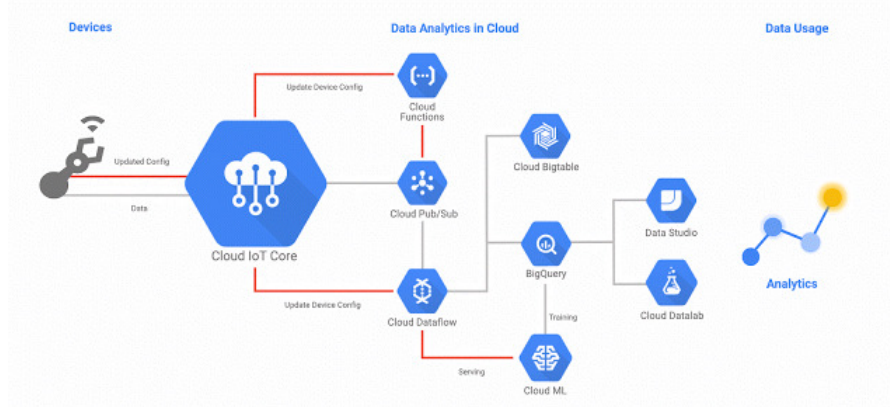 Devices
Data Analytics in Cloud
Data Usage
Update Device Config
Cloud
Functions
Cloud Bigtable
Updated Config
Data
Cloud Pub/Sub
Data Studio
Cloud IoT Core
BigQuery
Analytics
Update Device Config
Cloud Dataflow
Training
Cloud Datalab
Serving
Cloud ML